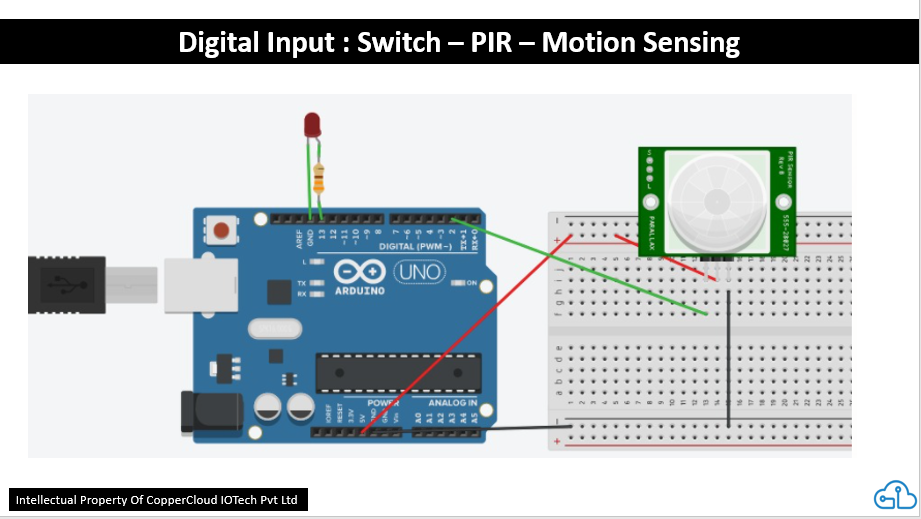 Digital Input : Switch – PIR – Motion Sensing
PIR Sensor
Rev B
PARALLAX
555-28027
AREF
GND
13
12
~11
~10
~9
8
7
~6
~5
4
~3
2
TX→1
RX←0
DIGITAL (PWM~)
L
TX
RX
UNO
ON
ARDUINO
POWER
ANALOG IN
IOREF
RESET
3.3V
5V
GND
GND
Vin
A0
A1
A2
A3
A4
A5
Intellectual Property Of CopperCloud IOTech Pvt Ltd